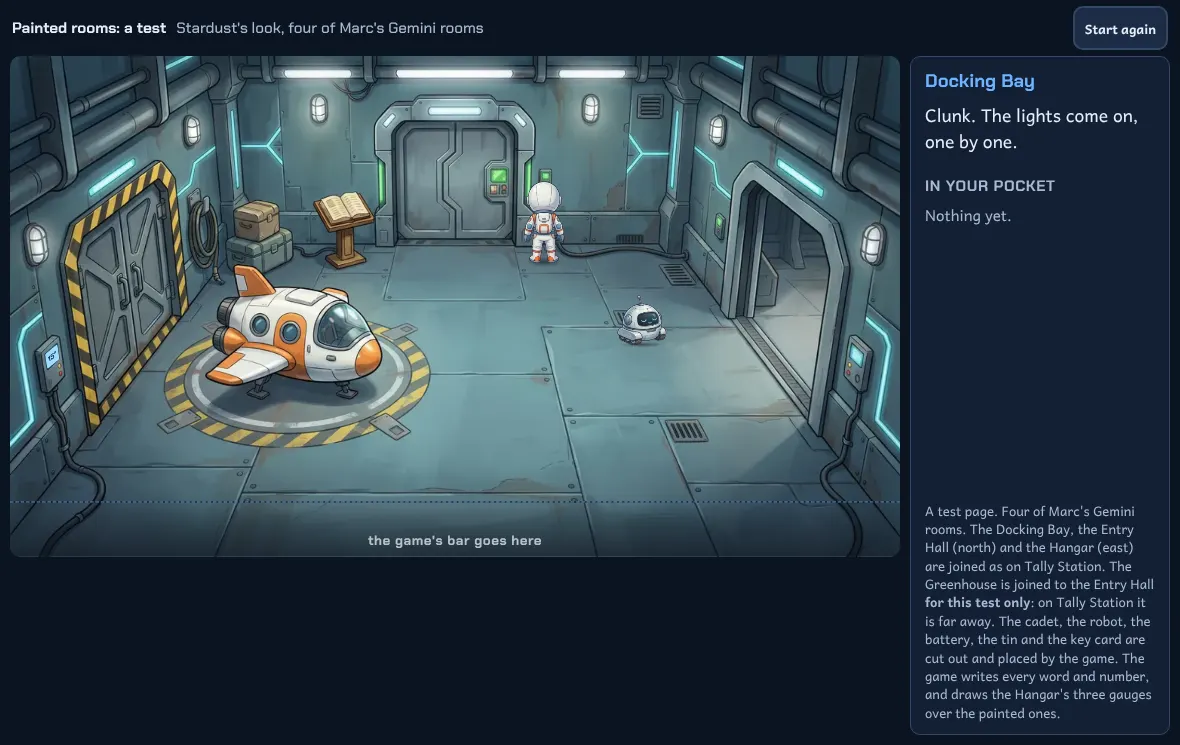 Painted rooms: a test Stardust's look, four of Marc's Gemini rooms
Start again
Docking Bay
Clunk. The lights come on,
one by one.
IN YOUR POCKET
Nothing yet.
A test page. Four of Marc's Gemini
rooms. The Docking Bay, the Entry
Hall (north) and the Hangar (east)
are joined as on Tally Station. The
Greenhouse is joined to the Entry Hall
for this test only: on Tally Station it
is far away. The cadet, the robot, the
battery, the tin and the key card are
cut out and placed by the game. The
game writes every word and number,
and draws the Hangar's three gauges
over the painted ones.
the game's bar goes here